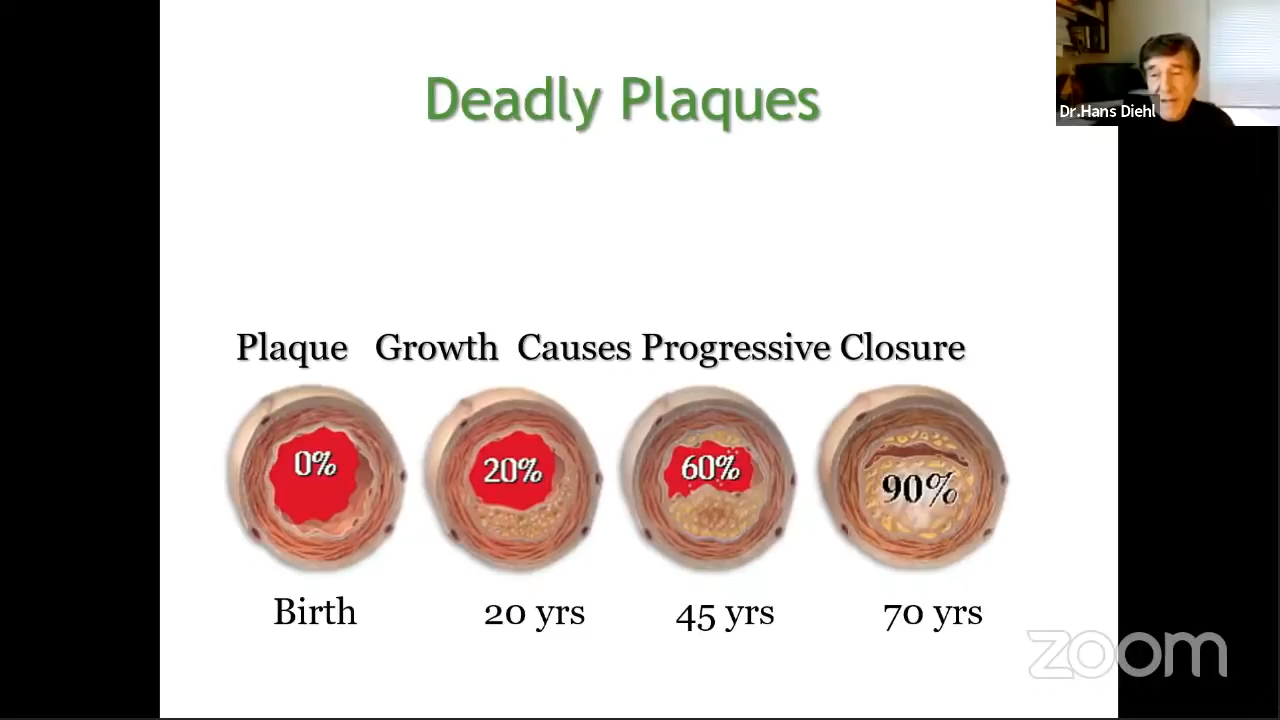 Deadly Plaques
Dr.Hans Diehl
Plaque Growth Causes Progressive Closure
0% 20% 60% 90%
Birth 20 yrs 45 yrs 70 yrs
zoom